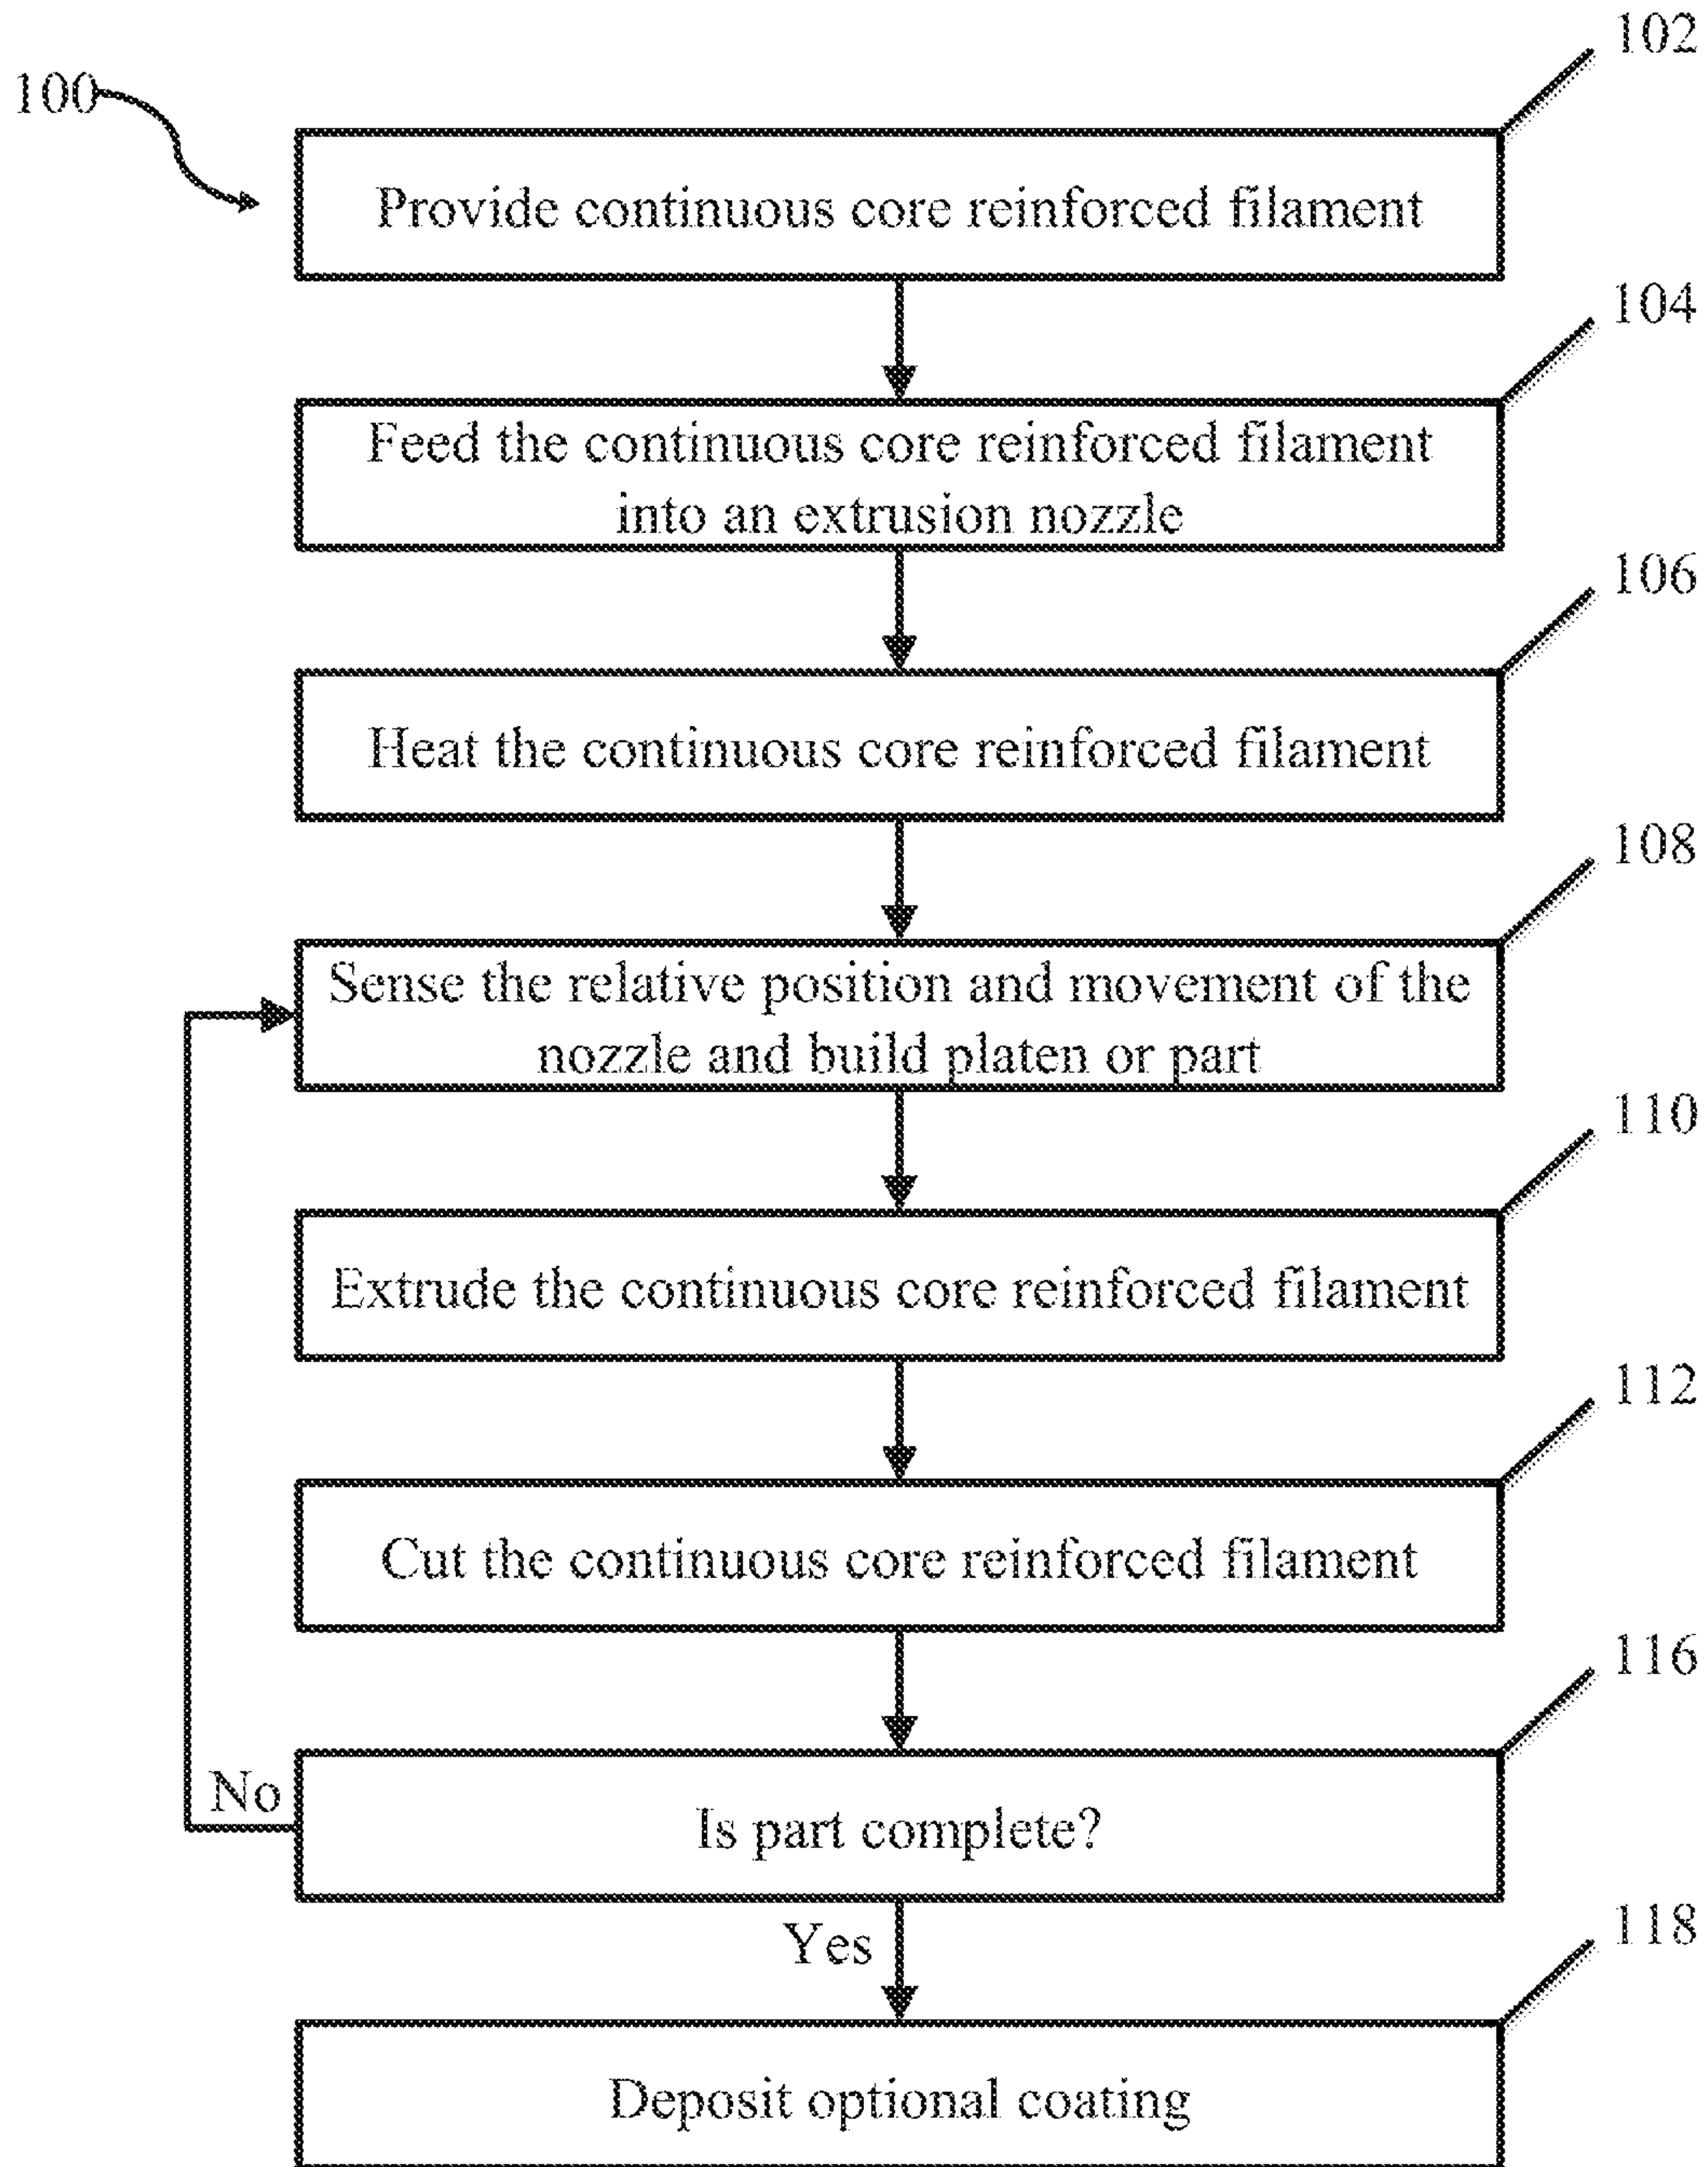 102
100
Provide continuous core reinforced filament
104
Feed the continuous core reinforced filament
into an extrusion nozzle
106
Heat the continuous core reinforced filament
108
Sense the relative position and movement of the
nozzle and build platen or part
110
Extrude the continuous core reinforced filament
112
Cut the continuous core reinforced filament
116
No
Is part complete?
Yes
118
Deposit optional coating